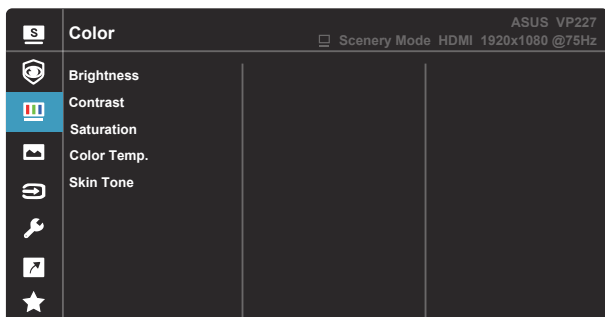 S
Color
ASUS VP227
Scenery Mode HDMI 1920x1080 @75Hz
Brightness
Contrast
Saturation
Color Temp.
Skin Tone